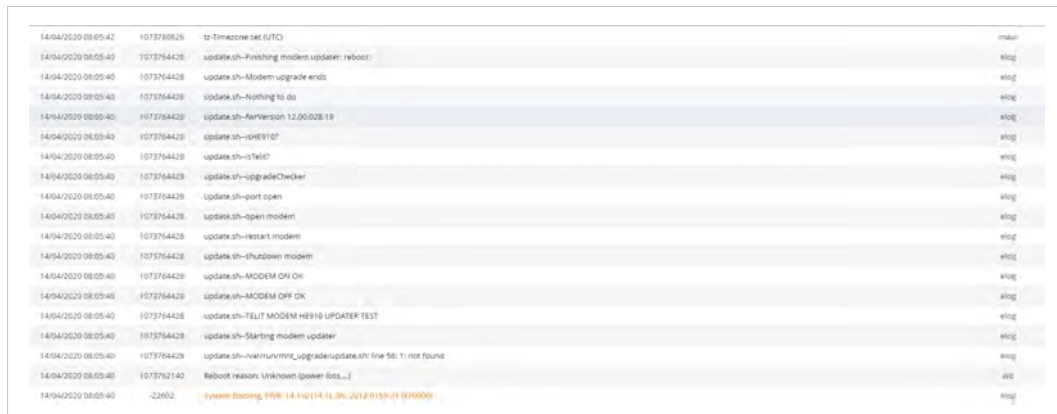 14/04/2020 08:05:42 1073780826 tz-Timezone set (UTC)
14/04/2020 08:05:40 1073764428 update.sh--Finishing modem updater: reboot: elog
14/04/2020 08:05:40 1073764428 update.sh--Modem upgrade ends elog
14/04/2020 08:05:40 1073764428 update.sh--Nothing to do elog
14/04/2020 08:05:40 1073764428 update.sh--fwrVersion 12.00.028.19 elog
14/04/2020 08:05:40 1073764428 update.sh--isHE910? elog
14/04/2020 08:05:40 1073764428 update.sh--isTelit? elog
14/04/2020 08:05:40 1073764428 update.sh--upgradeChecker elog
14/04/2020 08:05:40 1073764428 update.sh--port open elog
14/04/2020 08:05:40 1073764428 update.sh--open modem elog
14/04/2020 08:05:40 1073764428 update.sh--restart modem elog
14/04/2020 08:05:40 1073764428 update.sh--shutdown modem elog
14/04/2020 08:05:40 1073764428 update.sh--MODEM ON OK elog
14/04/2020 08:05:40 1073764428 update.sh--MODEM OFF OK elog
14/04/2020 08:05:40 1073764428 update.sh--TELIT MODEM HE910 UPDATER TEST elog
14/04/2020 08:05:40 1073764428 update.sh--Starting modem updater elog
14/04/2020 08:05:40 1073764428 update.sh--/var/run/mnt_upgrade/update.sh: line 56: 1: not found elog
14/04/2020 08:05:40 1073762140 Reboot reason: Unknown (power loss,...)
14/04/2020 08:05:40 -22602 System Booting, FWR: 14.1s0 (14.1), SN: